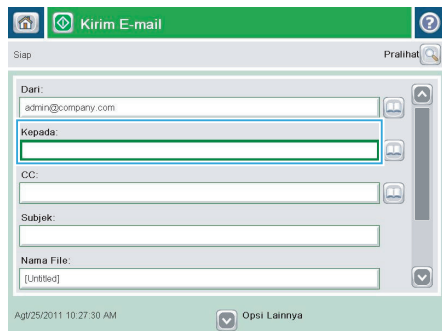 Kirim E-mail
Siap
Pralihat
Dari:
admin@company.com
Kepada:
CC:
Subjek:
Nama File:
[Untitled]
Agt/25/2011 10:27:30 AM
Opsi Lainnya